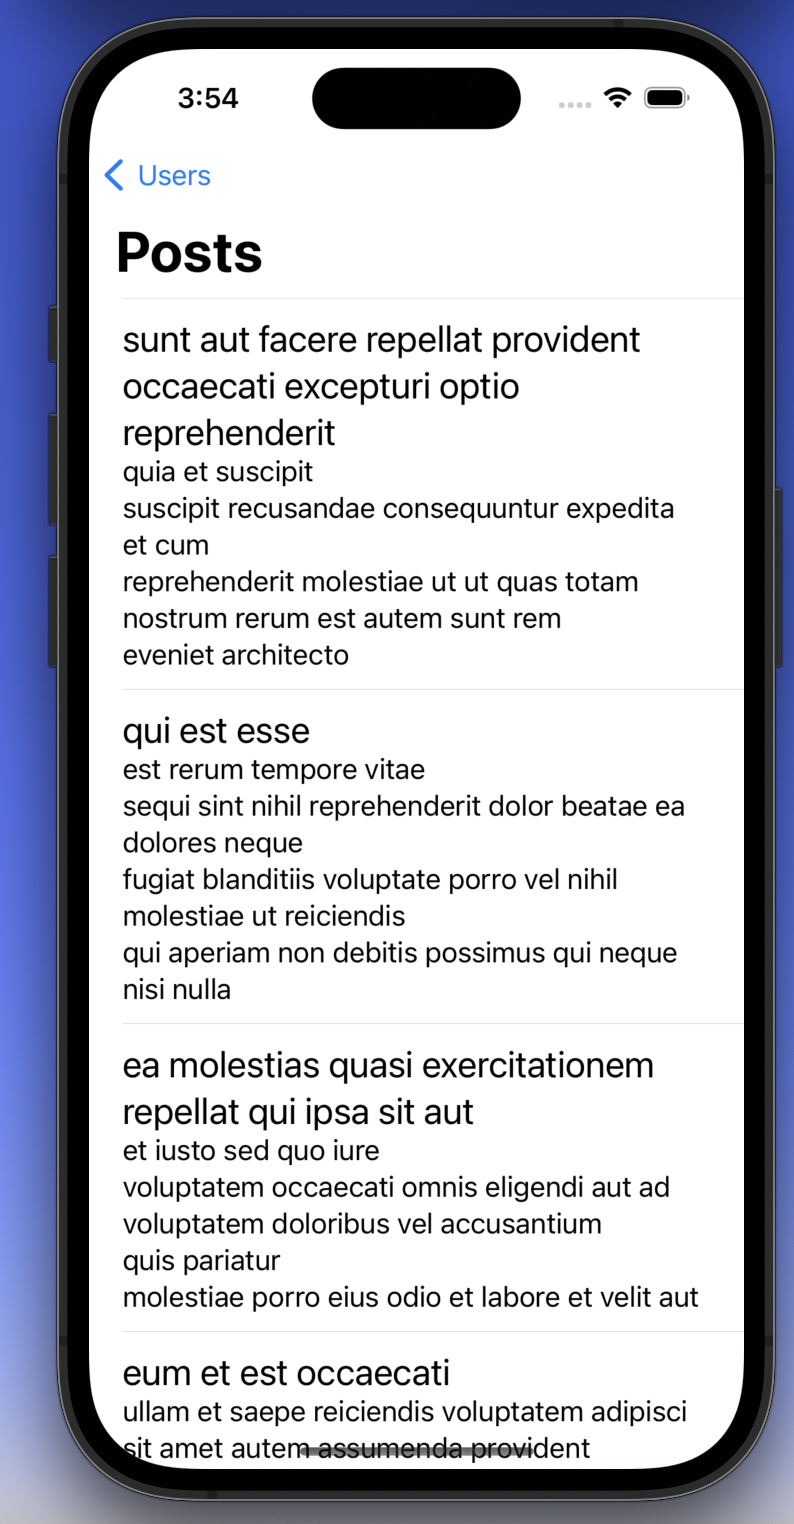 3:54
Users
Posts
sunt aut facere repellat provident
occaecati excepturi optio
reprehenderit
quia et suscipit
suscipit recusandae consequuntur expedita
et cum
reprehenderit molestiae ut ut quas totam
nostrum rerum est autem sunt rem
eveniet architecto
qui est esse
est rerum tempore vitae
sequi sint nihil reprehenderit dolor beatae ea
dolores neque
fugiat blanditiis voluptate porro vel nihil
molestiae ut reiciendis
qui aperiam non debitis possimus qui neque
nisi nulla
ea molestias quasi exercitationem
repellat qui ipsa sit aut
et iusto sed quo iure
voluptatem occaecati omnis eligendi aut ad
voluptatem doloribus vel accusantium
quis pariatur
molestiae porro eius odio et labore et velit aut
eum et est occaecati
ullam et saepe reiciendis voluptatem adipisci
sit amet autem assumenda provident